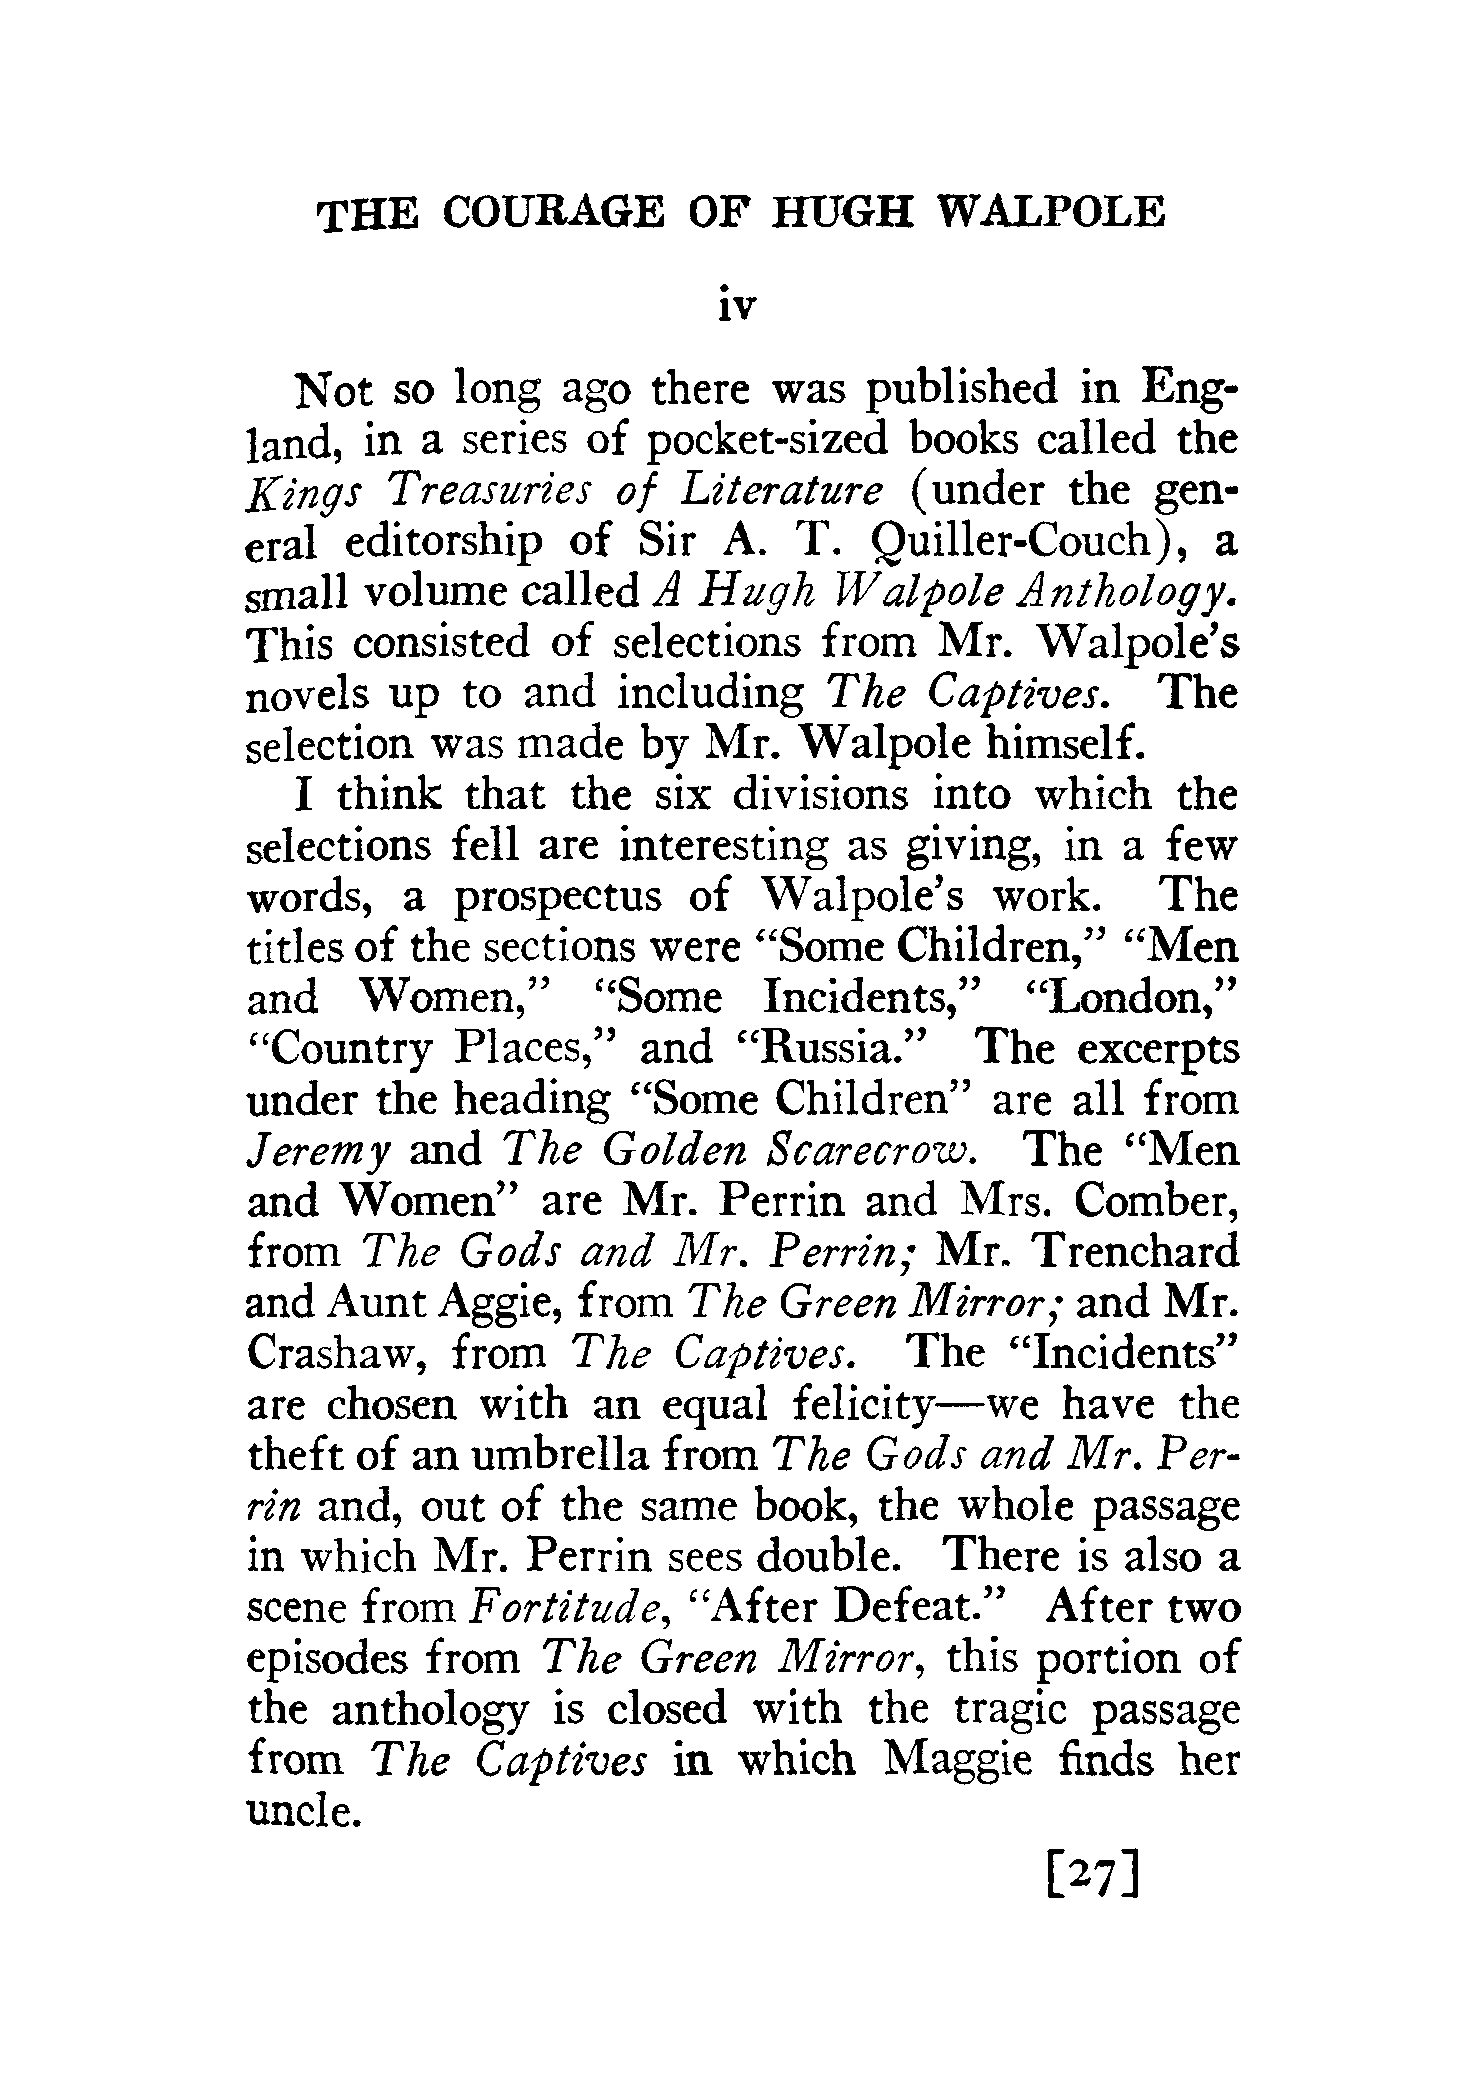 THE COURAGE OF HUGH WALPOLE
iv
Not so long ago there was published in Eng-
land, in a series of pocket-sized books called the
Kings Treasuries of Literature (under the gen-
eral editorship of Sir A. T. Quiller-Couch), a
small volume called A Hugh Walpole Anthology.
This consisted of selections from Mr. Walpole's
novels up to and including The Captives. The
selection was made by Mr. Walpole himself.
I think that the six divisions into which the
selections fell are interesting as giving, in a few
words, a prospectus of Walpole's work. The
titles of the sections were "Some Children," "Men
and Women," "Some Incidents," "London,"
"Country Places," and "Russia." The excerpts
under the heading "Some Children" are all from
Jeremy and The Golden Scarecrow. The "Men
and Women" are Mr. Perrin and Mrs. Comber,
from The Gods and Mr. Perrin; Mr. Trenchard
and Aunt Aggie, from The Green Mirror; and Mr.
Crashaw, from The Captives. The "Incidents"
are chosen with an equal felicity—we have the
theft of an umbrella from The Gods and Mr. Per-
rin and, out of the same book, the whole passage
in which Mr. Perrin sees double. There is also a
scene from Fortitude, "After Defeat." After two
episodes from The Green Mirror, this portion of
the anthology is closed with the tragic passage
from The Captives in which Maggie finds her
uncle.
[27]